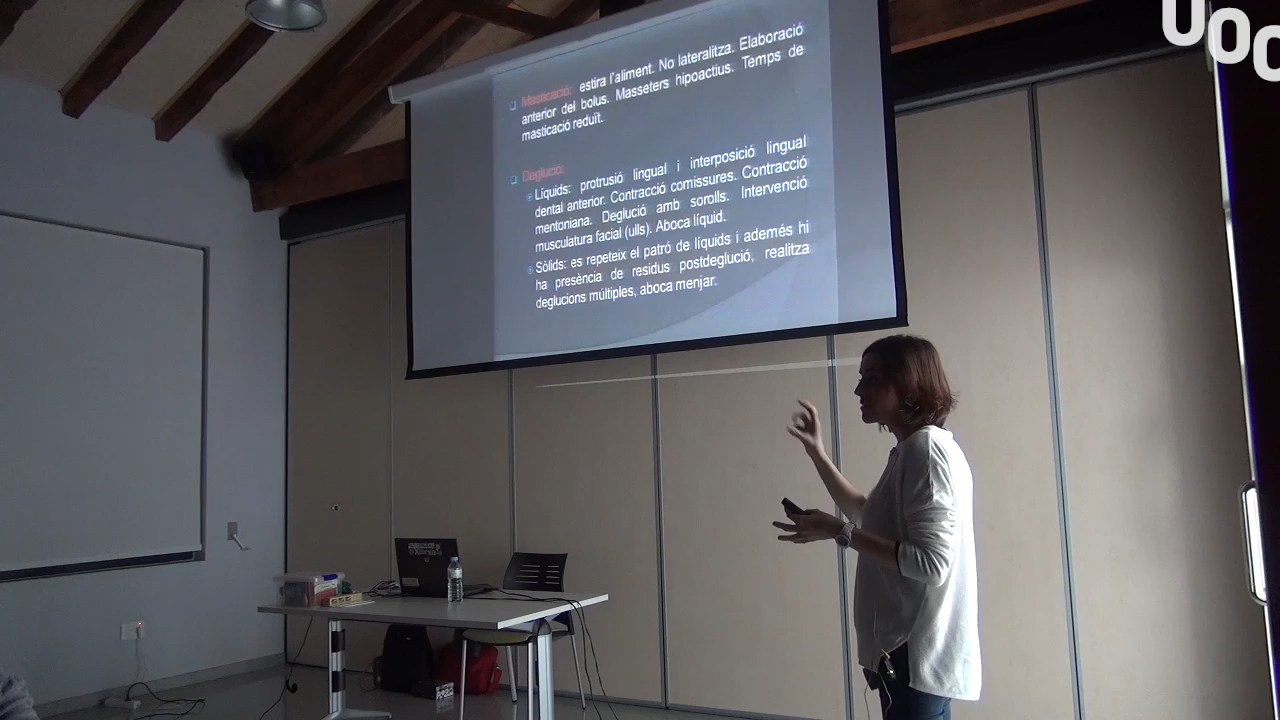 UOC
Masticació: estira l'aliment. No lateralitza. Elaboració
anterior del bolus. Masseters hipoactius. Temps de
masticació reduït.
Deglució:
Líquids: protrusió lingual i interposició lingual
dental anterior. Contracció comissures. Contracció
mentoniana. Deglució amb sorolls. Intervenció
musculatura facial (ulls). Aboca líquid.
Sòlids: es repeteix el patró de líquids i ademés hi
ha presència de residus postdeglució, realitza
deglucions múltiples, aboca menjar.